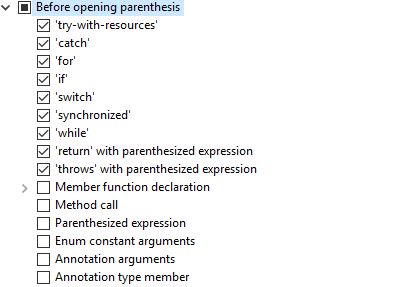 Before opening parenthesis
'try-with-resources'
'catch'
'for'
'if'
'switch'
'synchronized'
'while'
'return' with parenthesized expression
'throws' with parenthesized expression
Member function declaration
Method call
Parenthesized expression
Enum constant arguments
Annotation arguments
Annotation type member